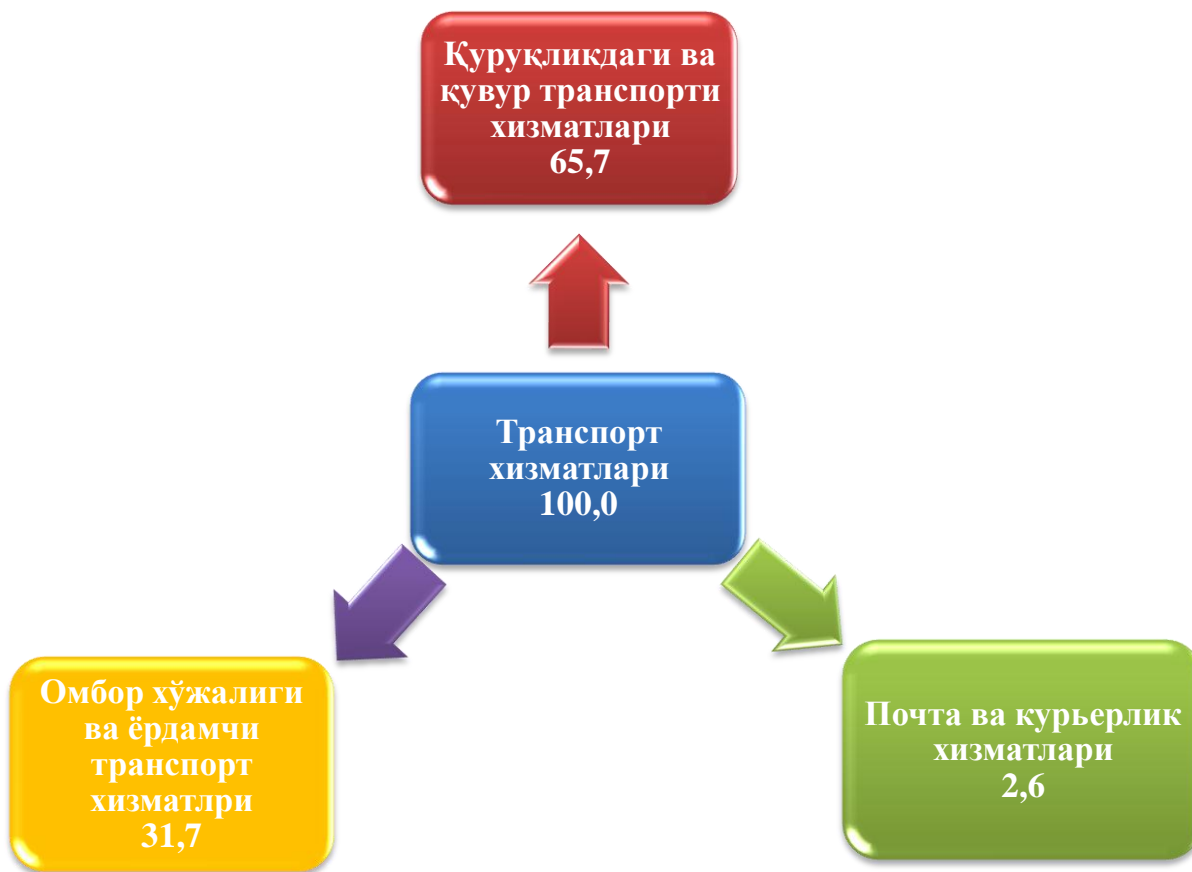 Қуруқликдаги ва
қувур транспорти
хизматлари
65,7
Транспорт
хизматлари
100,0
Омбор хўжалиги
ва ёрдамчи
транспорт
хизматлри
31,7
Почта ва курьерлик
хизматлари
2,6